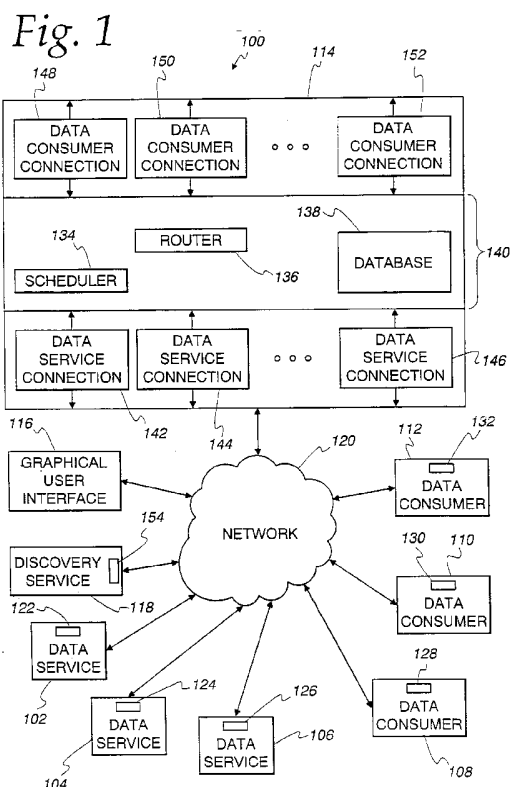 Fig. 1
100
114
148
150
152
DATA
CONSUMER
CONNECTION
DATA
CONSUMER
CONNECTION
DATA
CONSUMER
CONNECTION
134
ROUTER
136
138
DATABASE
140
SCHEDULER
DATA
SERVICE
CONNECTION
DATA
SERVICE
CONNECTION
DATA
SERVICE
CONNECTION
142
144
146
116
GRAPHICAL
USER
INTERFACE
120
NETWORK
112
132
DATA
CONSUMER
154
DISCOVERY
SERVICE
118
130
110
DATA
CONSUMER
122
DATA
SERVICE
102
124
DATA
SERVICE
104
126
DATA
SERVICE
106
128
DATA
CONSUMER
108